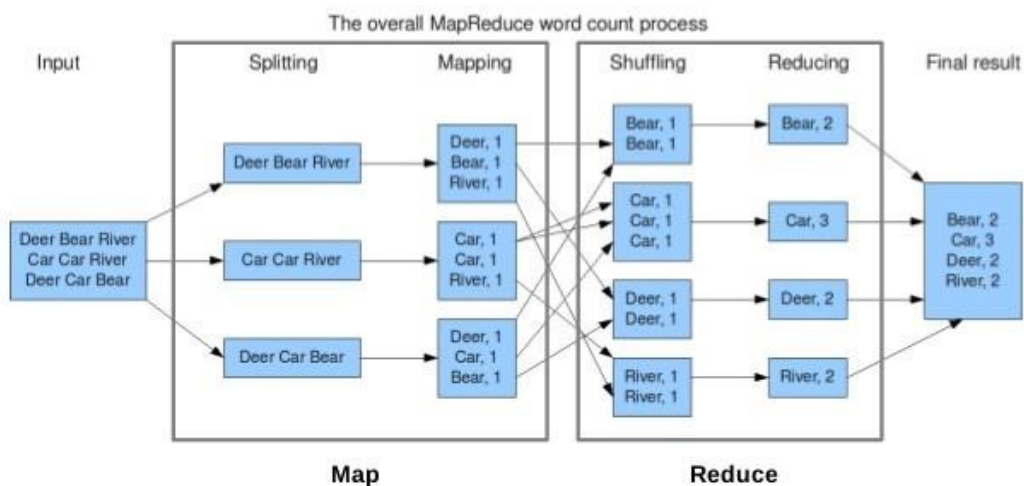 The overall MapReduce word count process
Input
Splitting
Mapping
Shuffling
Reducing
Final result
Deer Bear River
Car Car River
Deer Car Bear
Deer Bear River
Car Car River
Deer Car Bear
Deer, 1
Bear, 1
River, 1
Car, 1
Car, 1
River, 1
Deer, 1
Car, 1
Bear, 1
Bear, 1
Bear, 1
Car, 1
Car, 1
Car, 1
Deer, 1
Deer, 1
River, 1
River, 1
Bear, 2
Car, 3
Deer, 2
River, 2
Bear, 2
Car, 3
Deer, 2
River, 2
Map
Reduce